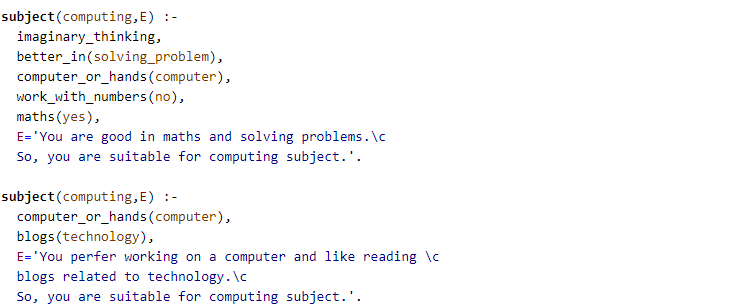 subject(computing,E) :-
imaginary_thinking,
better_in(solving_problem),
computer_or_hands(computer),
work_with_numbers(no),
maths(yes),
E='You are good in maths and solving problems.\c
So, you are suitable for computing subject.'.
subject(computing,E) :-
computer_or_hands(computer),
blogs(technology),
E='You perfer working on a computer and like reading \c
blogs related to technology.\c
So, you are suitable for computing subject.'.